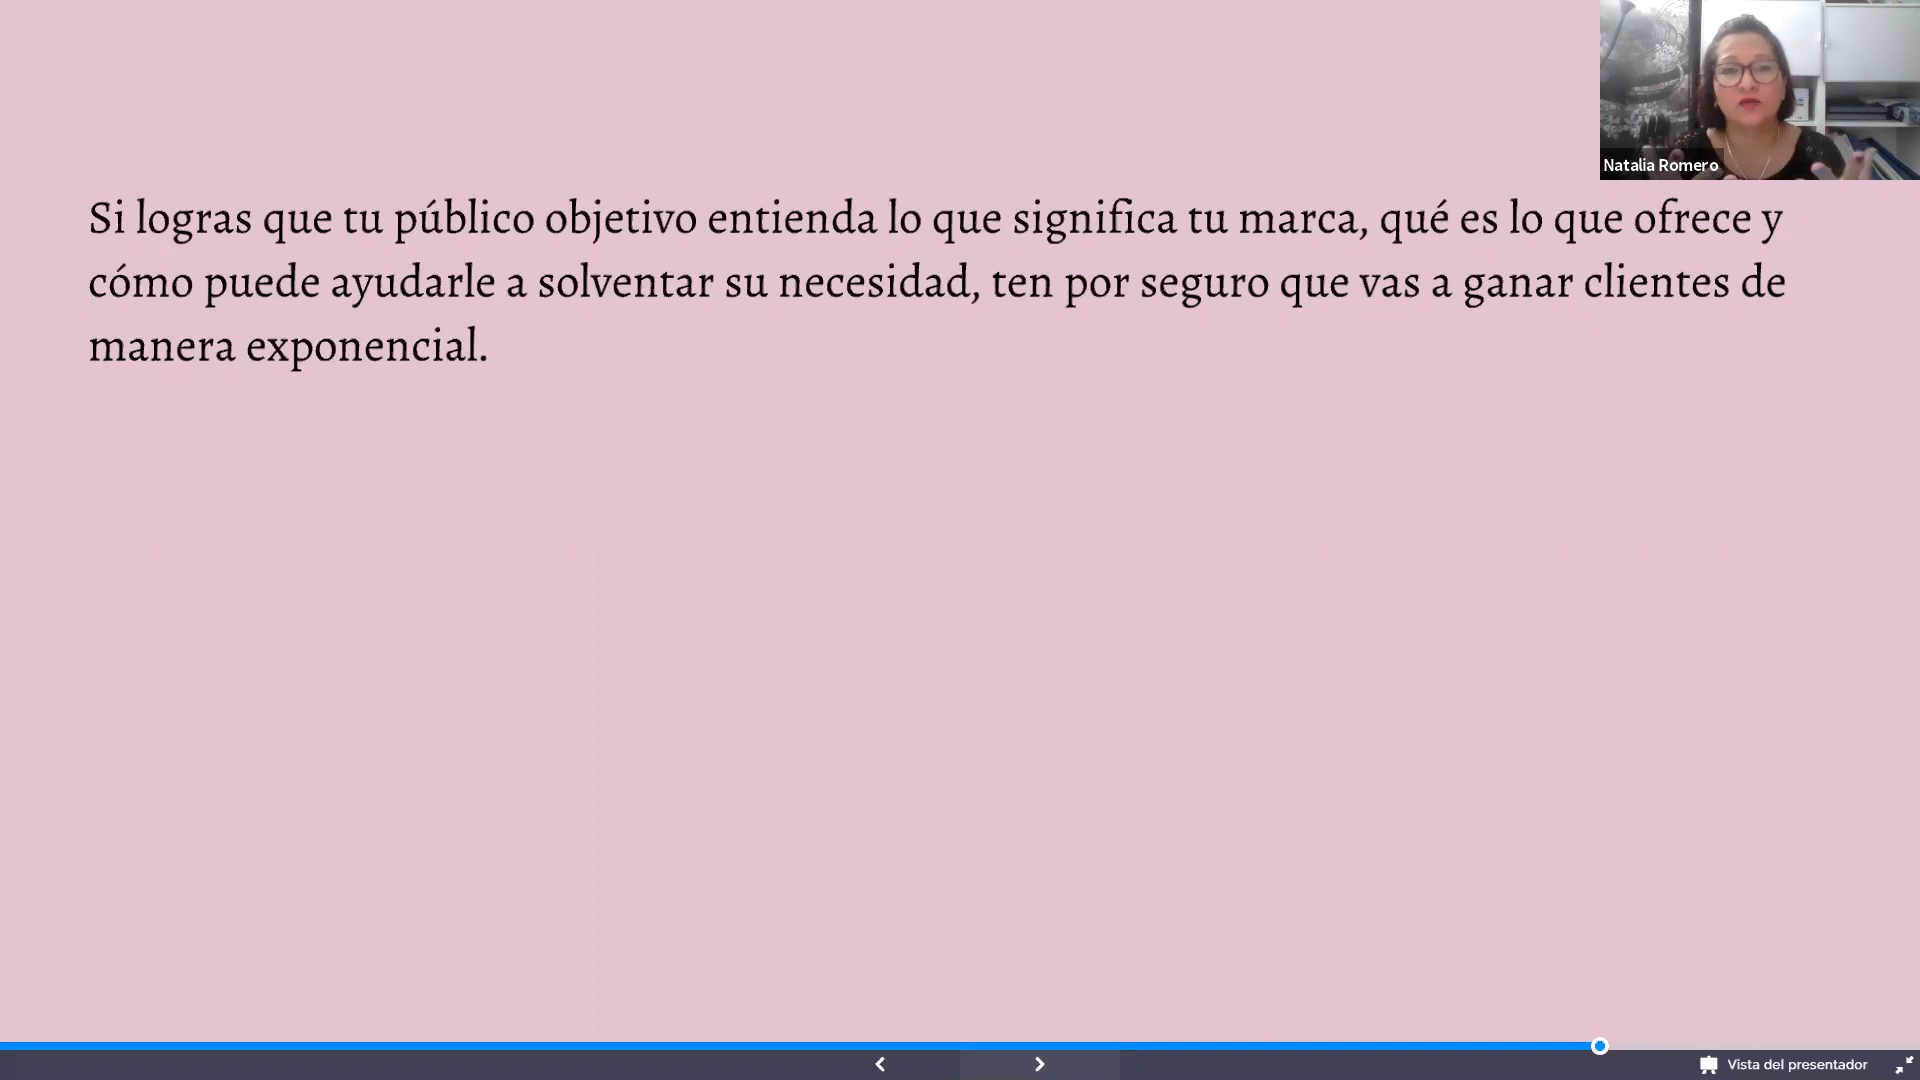 Natalia Romero
Si logras que tu público objetivo entienda lo que significa tu marca, qué es lo que ofrece y
cómo puede ayudarle a solventar su necesidad, ten por seguro que vas a ganar clientes de
manera exponencial.
Vista del presentador